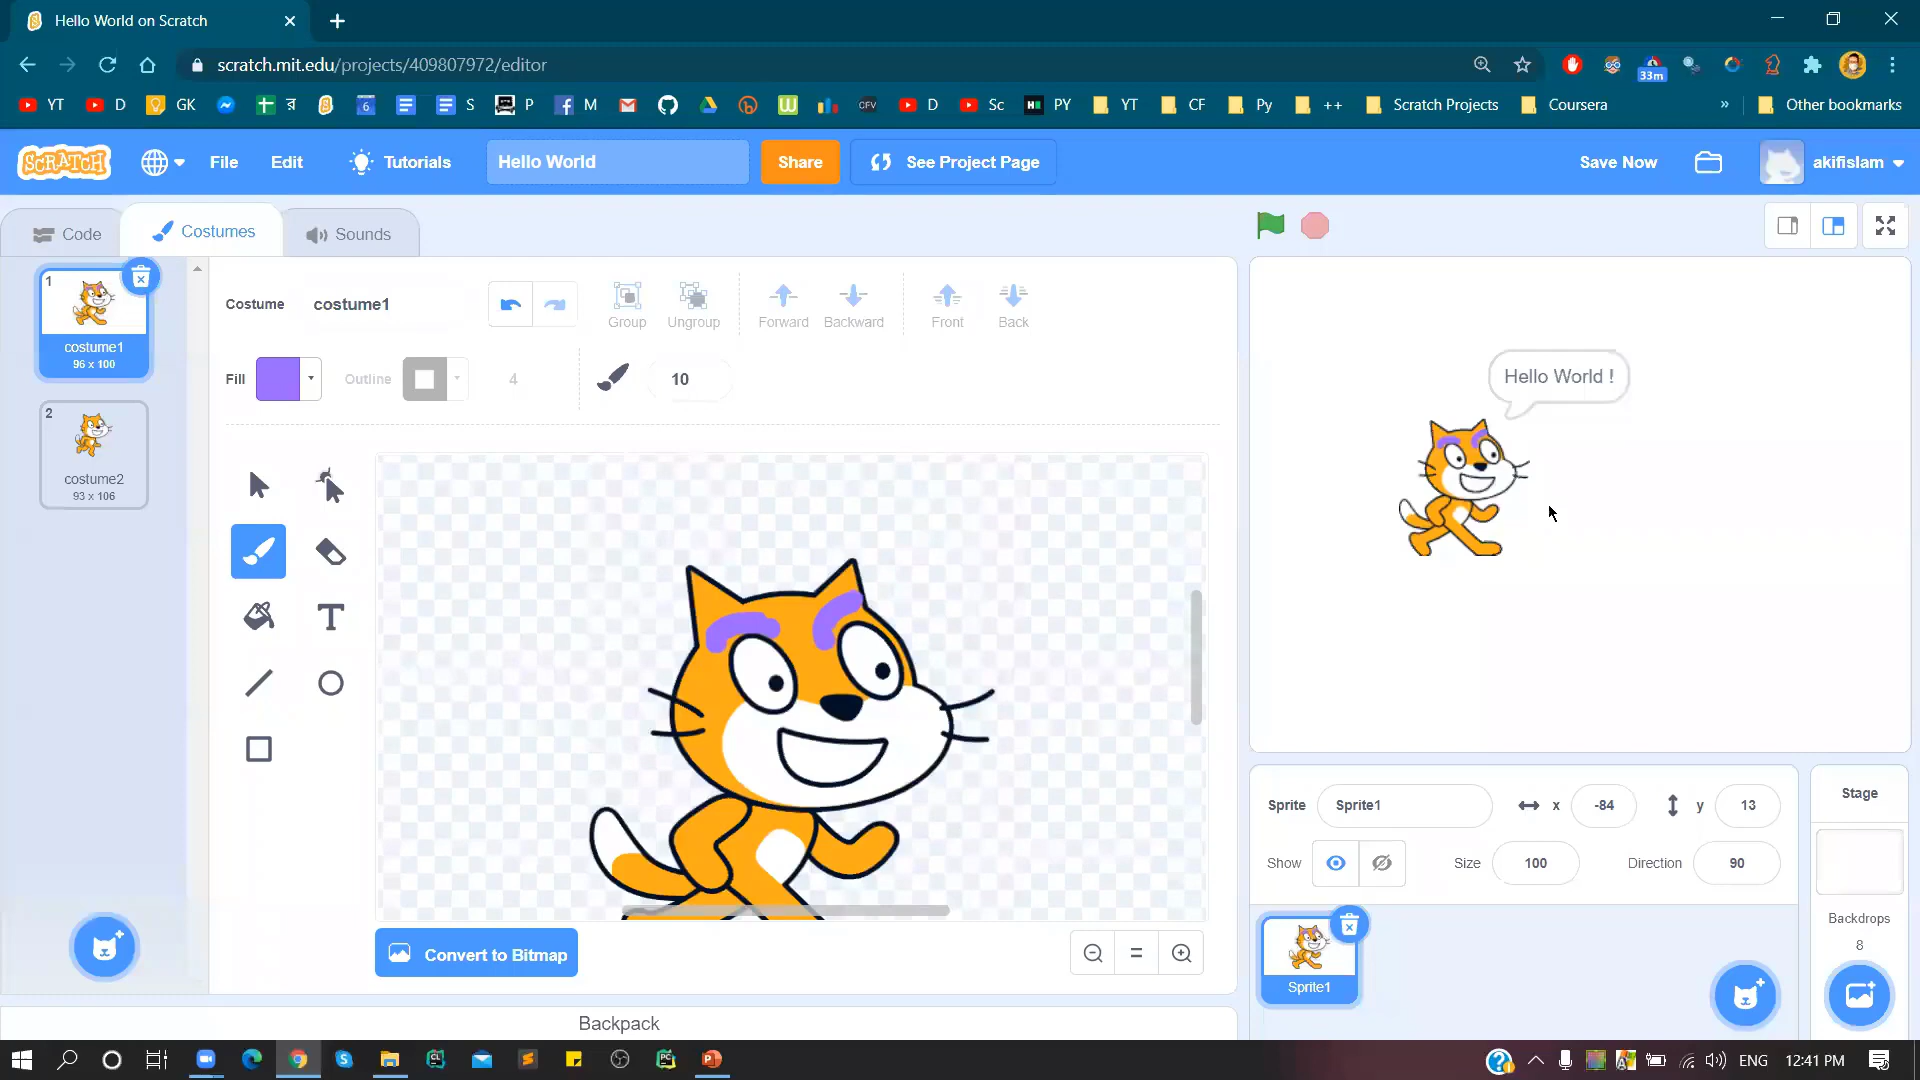 Hello World on Scratch
scratch.mit.edu/projects/409807972/editor
33m
YT D GK র 6 S P M CFV D Sc PY YT CF Py ++ Scratch Projects Coursera » Other bookmarks
SCRATCH File Edit Tutorials Hello World Share See Project Page Save Now akifislam
Code Costumes Sounds
1
costume1
96 x 100
2
costume2
93 x 106
Costume costume1 Group Ungroup Forward Backward Front Back
Fill Outline 4 10
Convert to Bitmap
Backpack
Hello World !
Sprite Sprite1 x -84 y 13
Show Size 100 Direction 90
Sprite1
Stage
Backdrops
8
ENG 12:41 PM